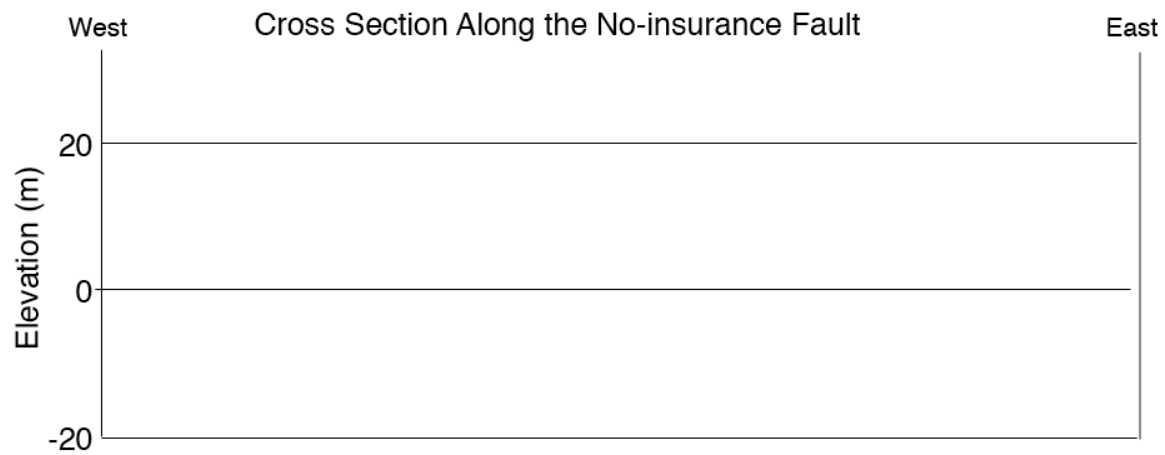 Cross Section Along the No-insurance Fault
West
East
20
0
-20
Elevation (m)